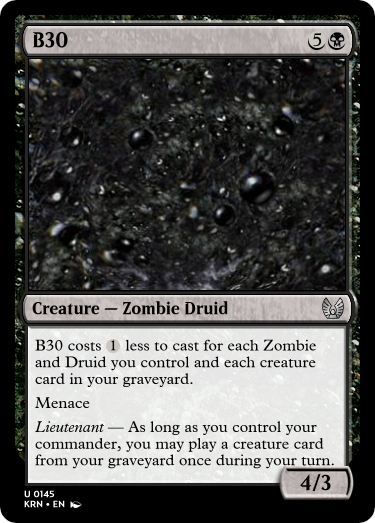 B30 5
Creature — Zombie Druid
B30 costs 1 less to cast for each Zombie
and Druid you control and each creature
card in your graveyard.
Menace
Lieutenant — As long as you control your
commander, you may play a creature card
from your graveyard once during your turn.
4/3
U 0145
KRN • EN